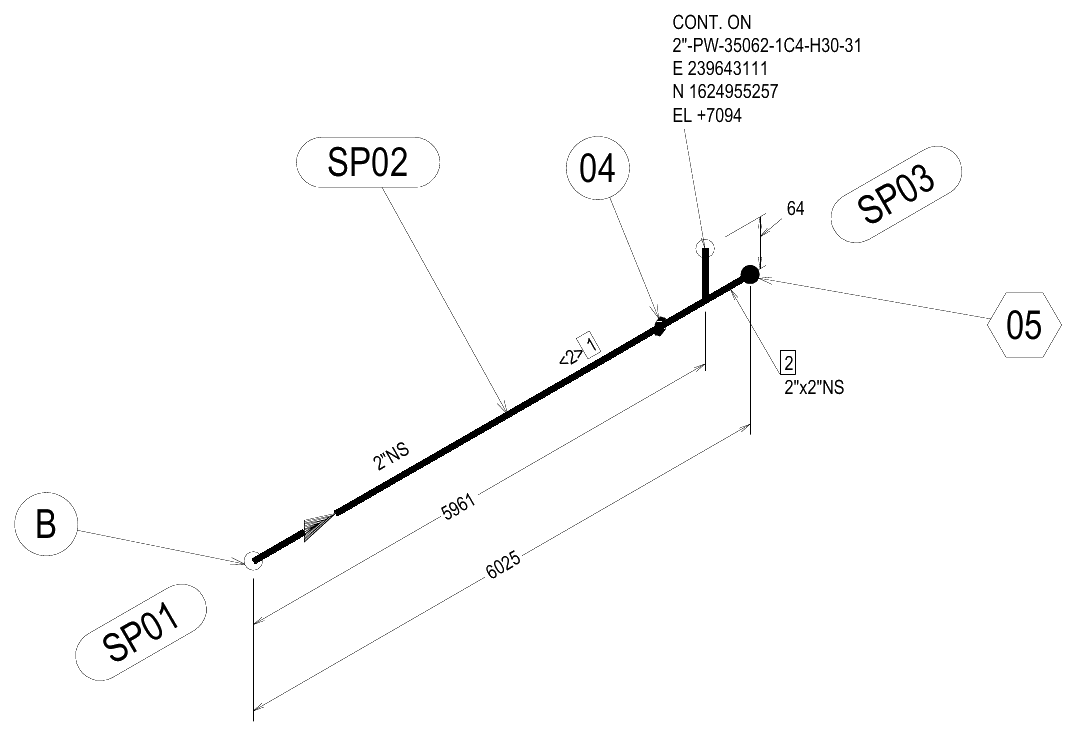 CONT. ON
2"-PW-35062-1C4-H30-31
E 239643111
N 1624955257
EL +7094
SP02
04
SP03
64
05
<2> 1
2
2"x2"NS
2"NS
5961
B
6025
SP01